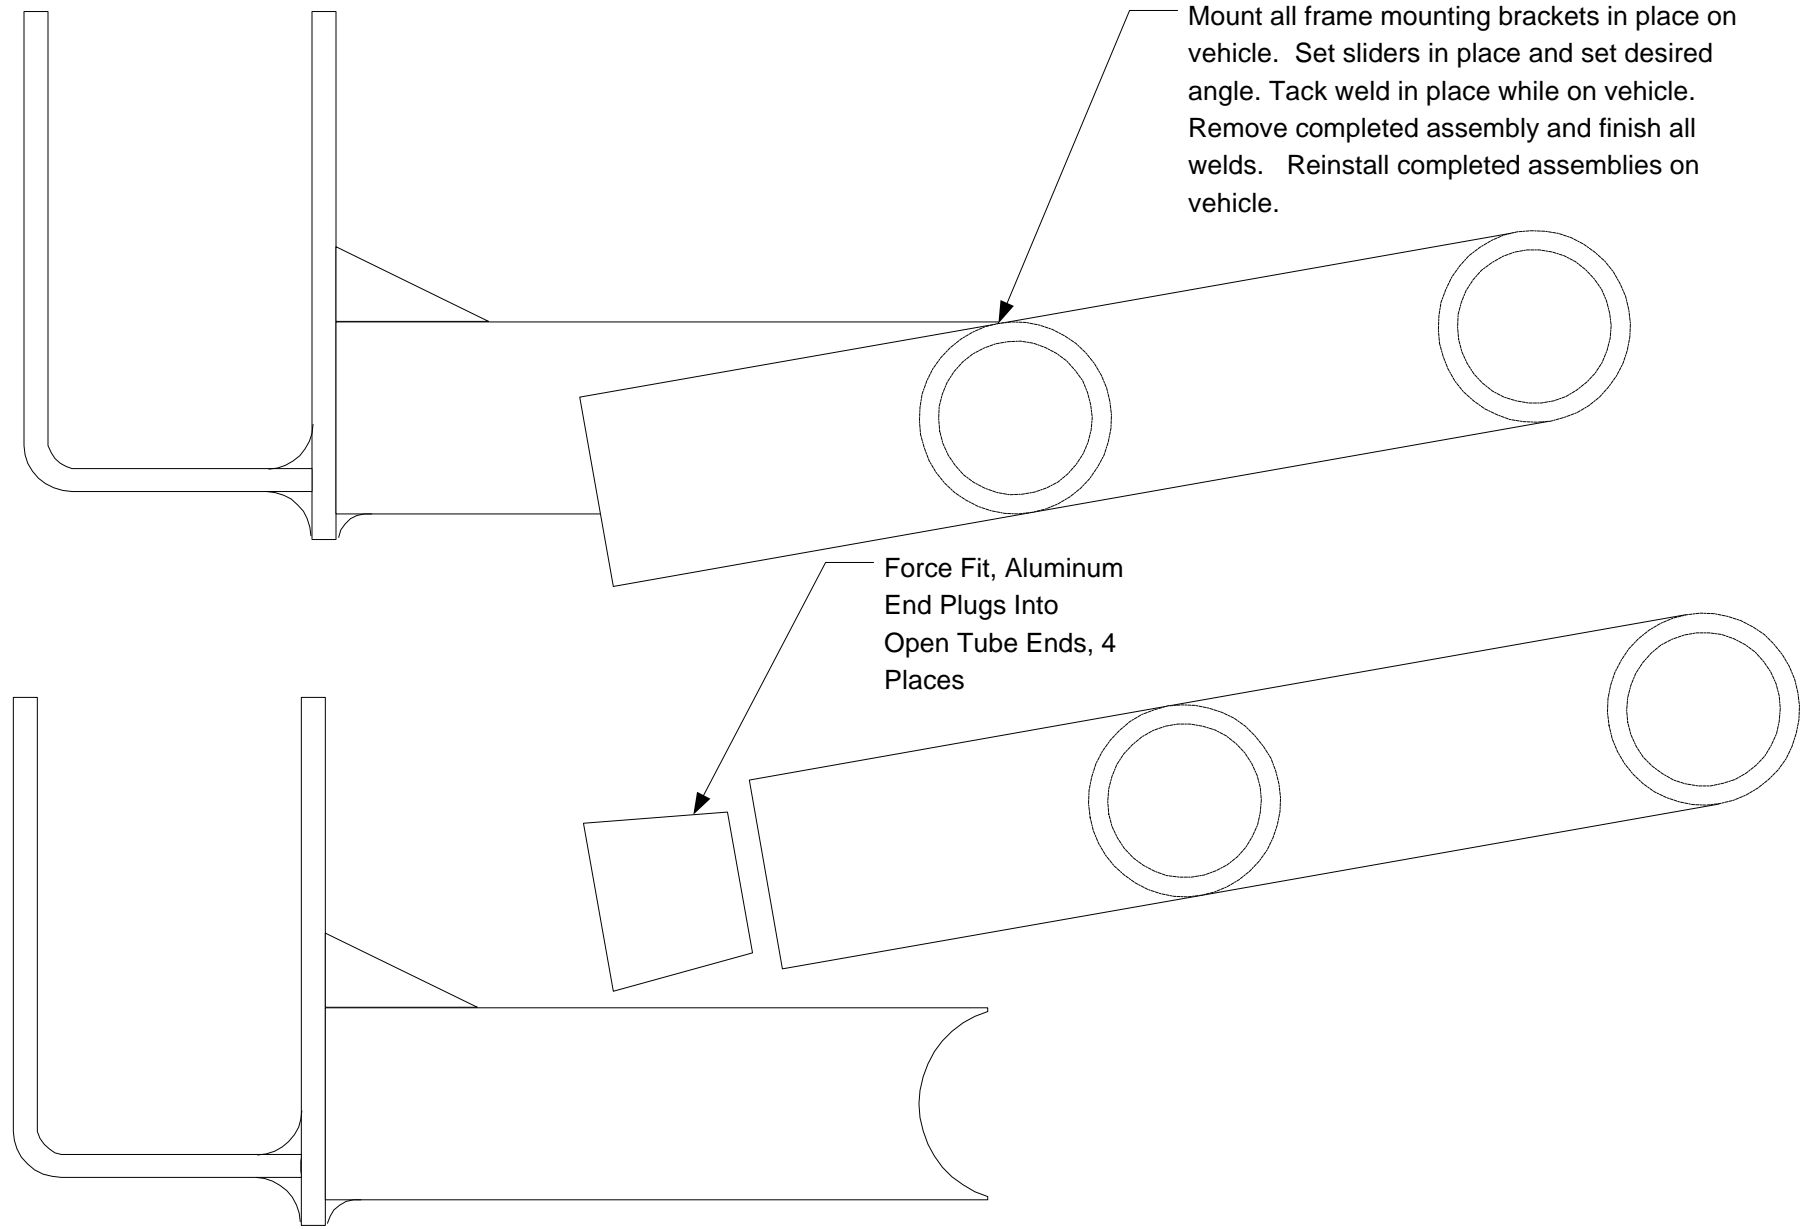 Mount all frame mounting brackets in place on
vehicle.  Set sliders in place and set desired
angle. Tack weld in place while on vehicle.
Remove completed assembly and finish all
welds.   Reinstall completed assemblies on
vehicle.
Force Fit, Aluminum
End Plugs Into
Open Tube Ends, 4
Places